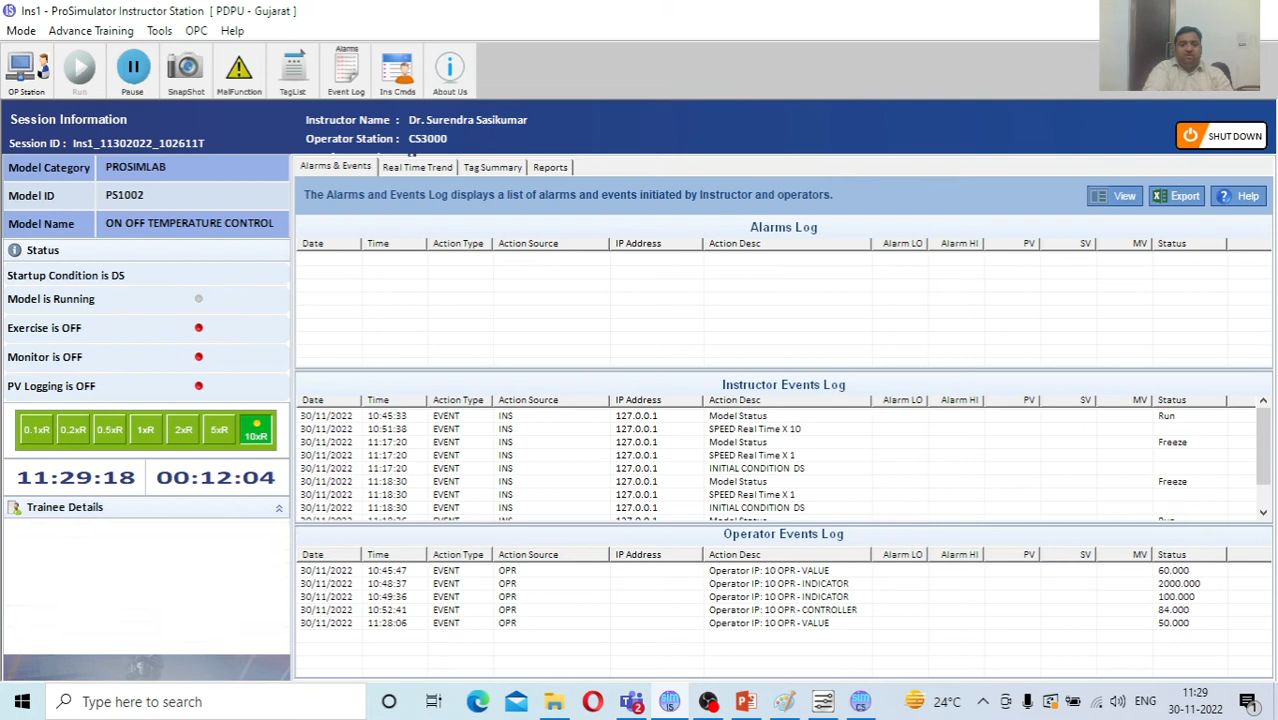 Ins1 - ProSimulator Instructor Station [ PDPU - Gujarat ]
Mode Advance Training Tools OPC Help
Alarms
OP Station Run Pause SnapShot MalFunction TagList Event Log Ins Cmds About Us
Session Information
Session ID : Ins1_11302022_102611T
Instructor Name : Dr. Surendra Sasikumar
Operator Station : CS3000
SHUT DOWN
Model Category PROSIMLAB
Model ID PS1002
Model Name ON OFF TEMPERATURE CONTROL
Status
Startup Condition is DS
Model is Running
Exercise is OFF
Monitor is OFF
PV Logging is OFF
0.1xR 0.2xR 0.5xR 1xR 2xR 5xR 10xR
11:29:18 00:12:04
Trainee Details
Alarms & Events Real Time Trend Tag Summary Reports
The Alarms and Events Log displays a list of alarms and events initiated by Instructor and operators.
View Export Help
Alarms Log
Date Time Action Type Action Source IP Address Action Desc Alarm LO Alarm HI PV SV MV Status
Instructor Events Log
Date Time Action Type Action Source IP Address Action Desc Alarm LO Alarm HI PV SV MV Status
30/11/2022 10:45:33 EVENT INS 127.0.0.1 Model Status Run
30/11/2022 10:51:38 EVENT INS 127.0.0.1 SPEED Real Time X 10
30/11/2022 11:17:20 EVENT INS 127.0.0.1 Model Status Freeze
30/11/2022 11:17:20 EVENT INS 127.0.0.1 SPEED Real Time X 1
30/11/2022 11:17:20 EVENT INS 127.0.0.1 INITIAL CONDITION DS
30/11/2022 11:18:30 EVENT INS 127.0.0.1 Model Status Freeze
30/11/2022 11:18:30 EVENT INS 127.0.0.1 SPEED Real Time X 1
30/11/2022 11:18:30 EVENT INS 127.0.0.1 INITIAL CONDITION DS
Operator Events Log
Date Time Action Type Action Source IP Address Action Desc Alarm LO Alarm HI PV SV MV Status
30/11/2022 10:45:47 EVENT OPR Operator IP: 10 OPR - VALUE 60.000
30/11/2022 10:48:37 EVENT OPR Operator IP: 10 OPR - INDICATOR 2000.000
30/11/2022 10:49:36 EVENT OPR Operator IP: 10 OPR - INDICATOR 100.000
30/11/2022 10:52:41 EVENT OPR Operator IP: 10 OPR - CONTROLLER 84.000
30/11/2022 11:28:06 EVENT OPR Operator IP: 10 OPR - VALUE 50.000
Type here to search
24°C ENG 11:29
30-11-2022